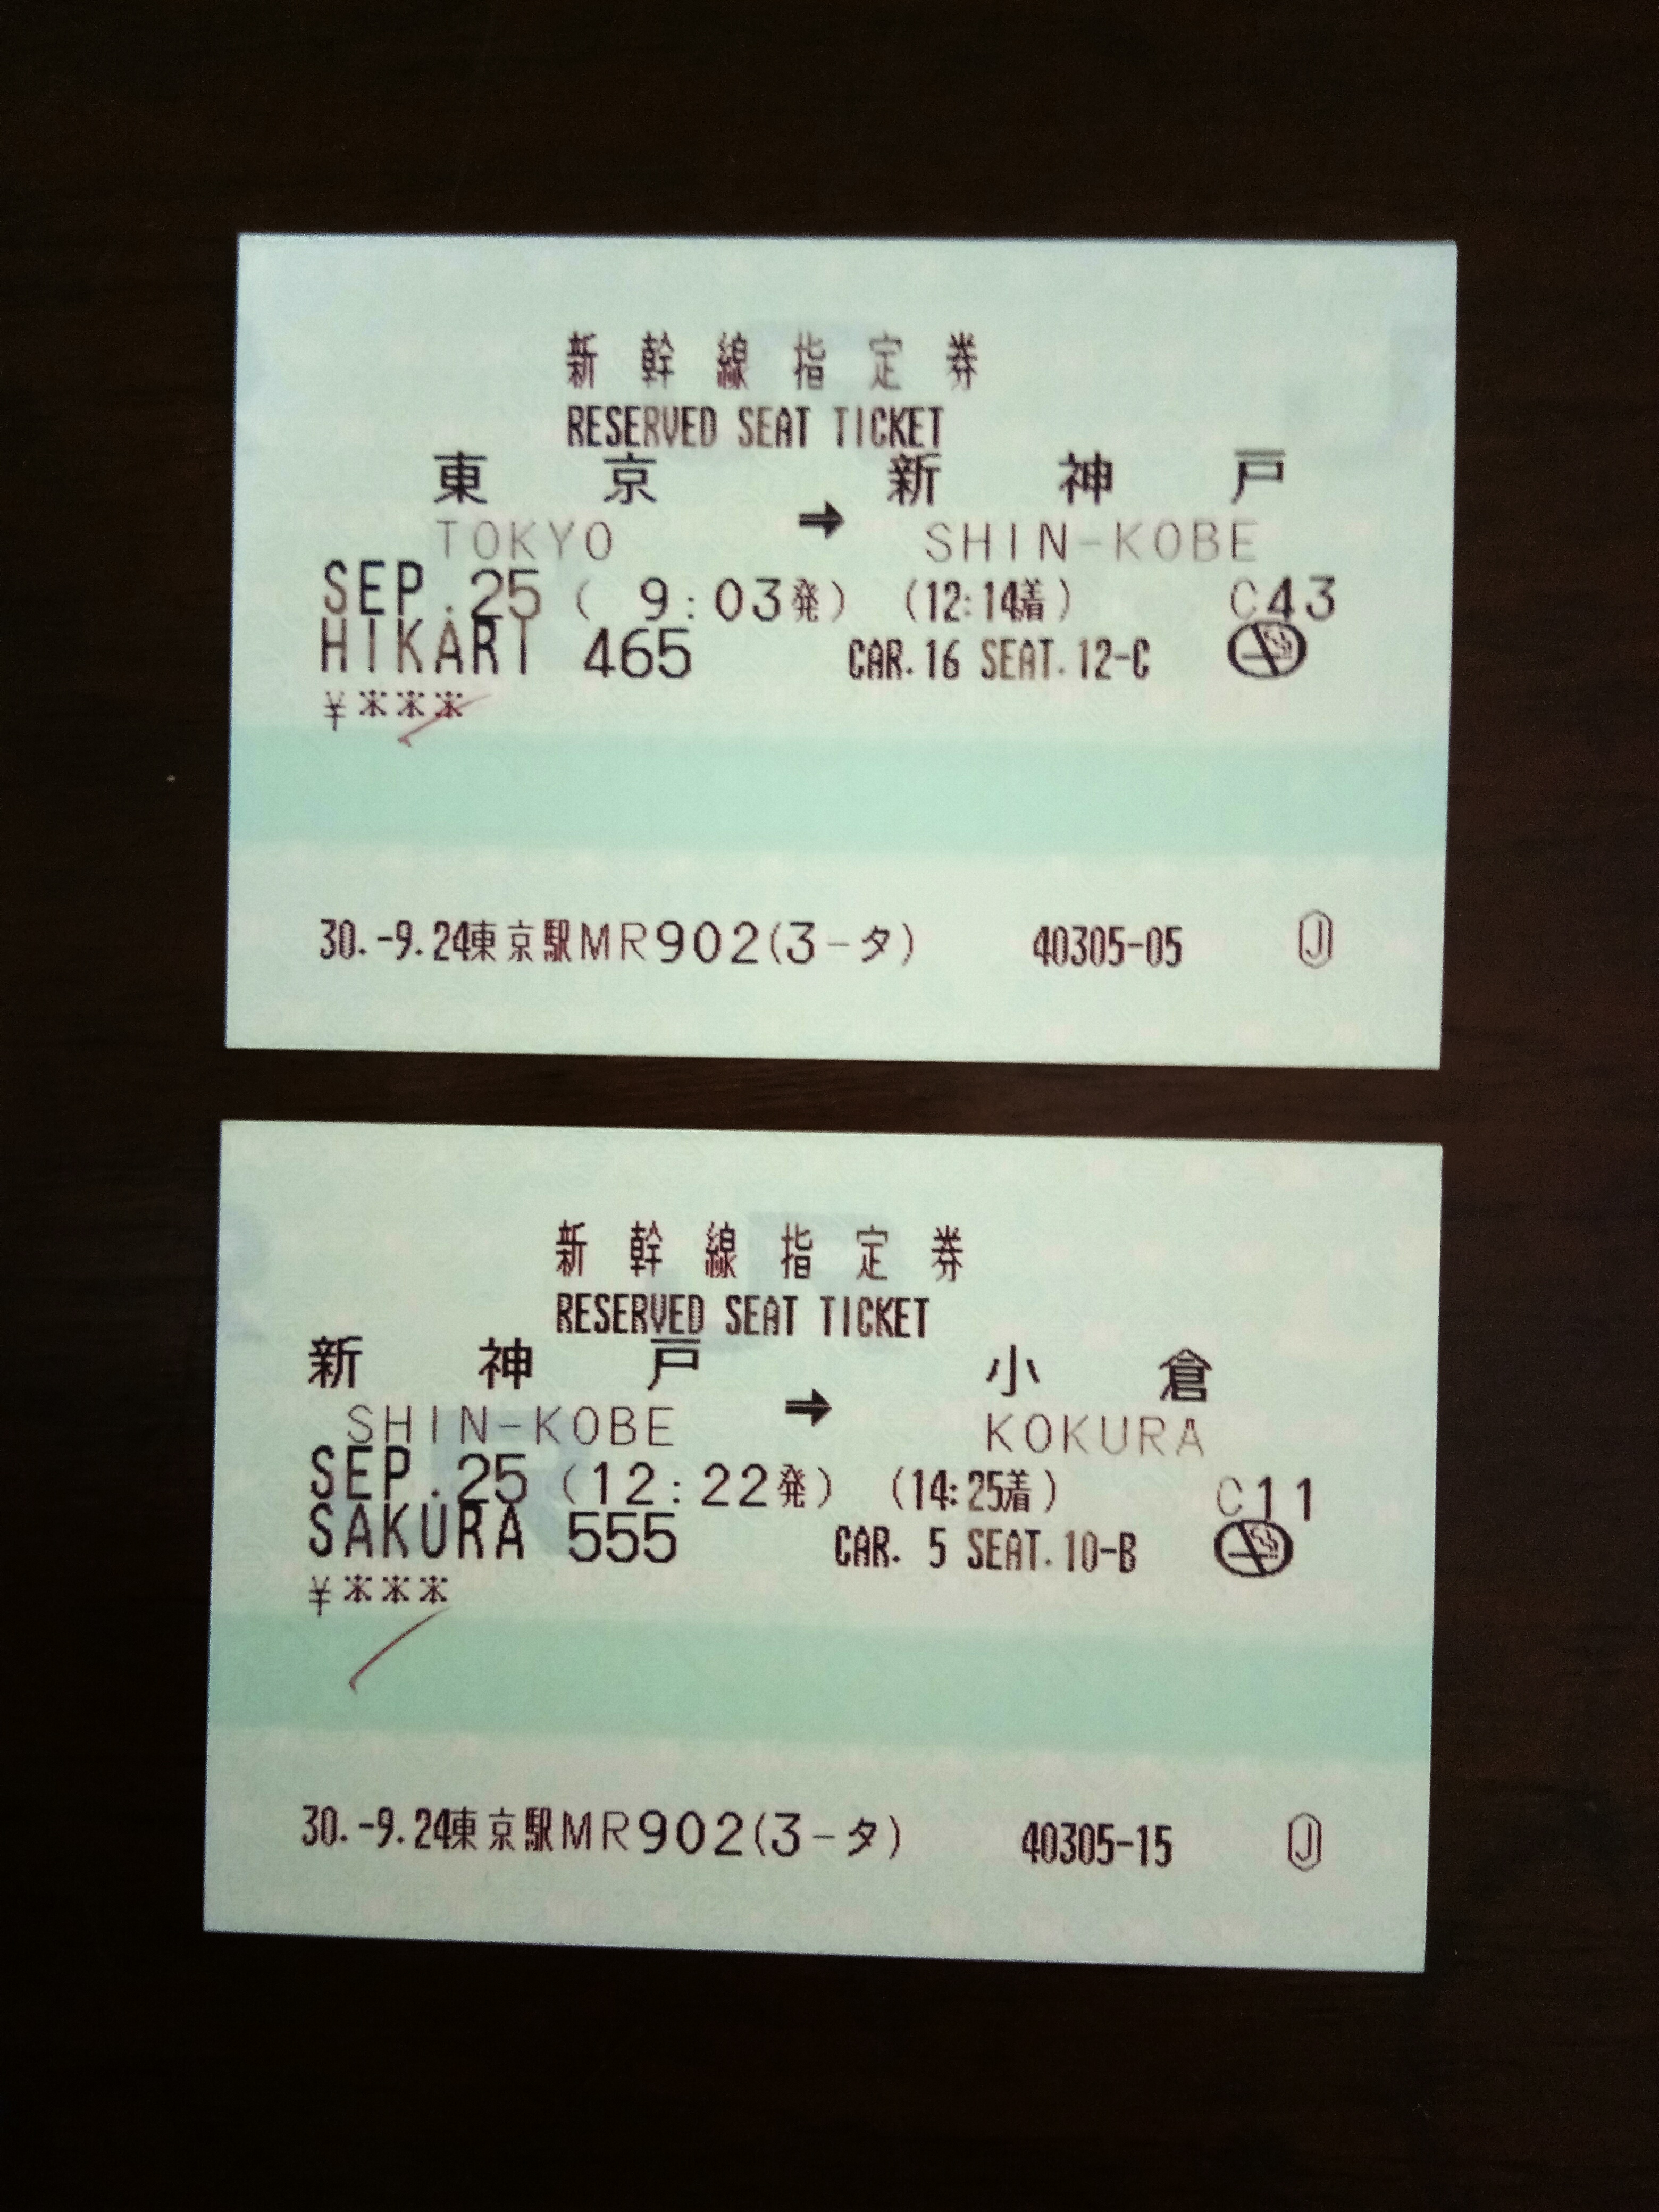 新幹線指定券
RESERVED SEAT TICKET
東京 → 新神戸
TOKYO SHIN-KOBE
SEP.25 ( 9:03発) (12:14着) C43
HIKARI 465 CAR.16 SEAT.12-C
¥***
30.-9.24東京駅MR902(3-タ) 40305-05 J
新幹線指定券
RESERVED SEAT TICKET
新神戸 → 小倉
SHIN-KOBE KOKURA
SEP.25 (12:22発) (14:25着) C11
SAKURA 555 CAR. 5 SEAT.10-B
¥***
30.-9.24東京駅MR902(3-タ) 40305-15 J